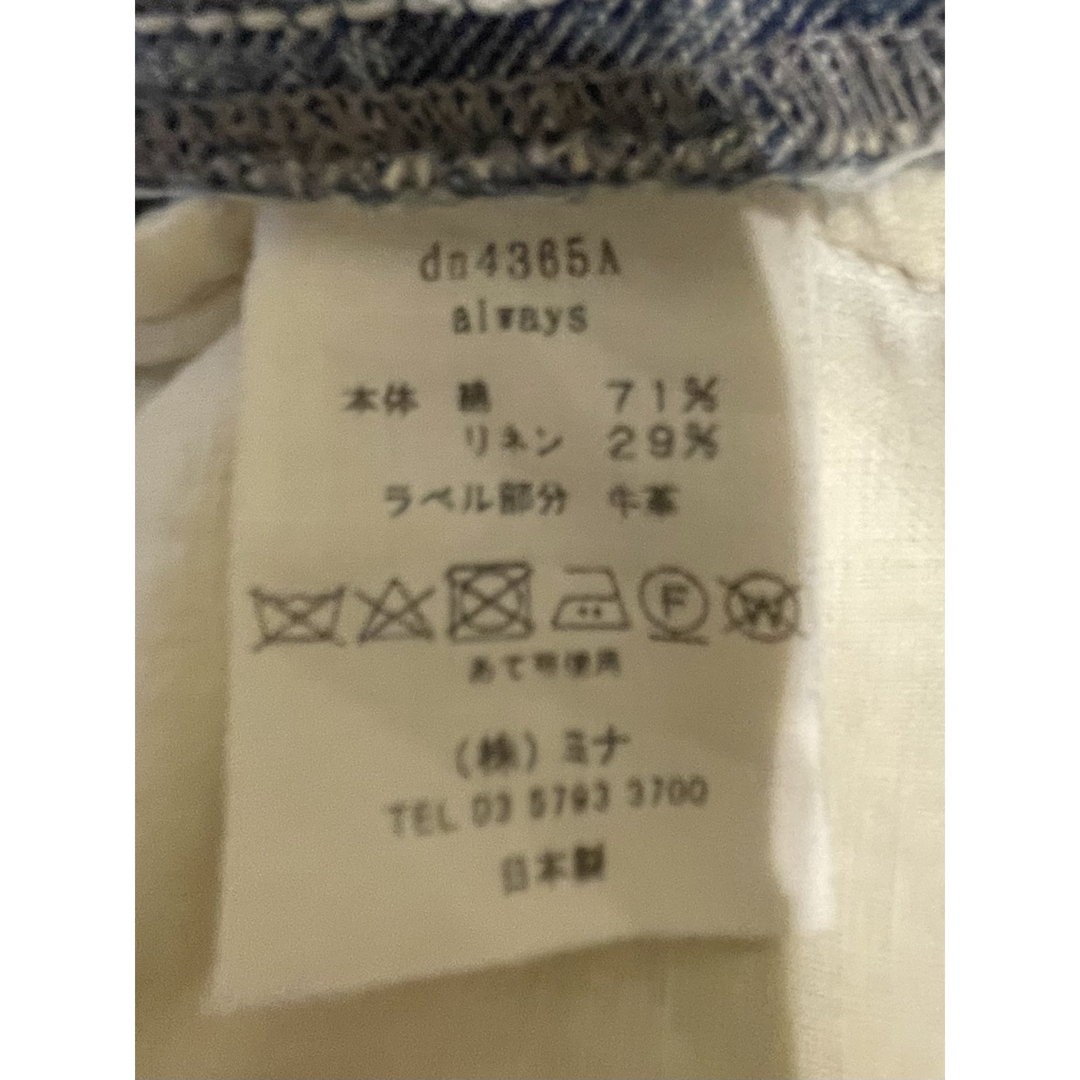 dn4365A
always
本体 綿 71%
リネン 29%
ラベル部分 牛革
F W
あて布使用
(株)ミナ
TEL 03 5793 3700
日本製